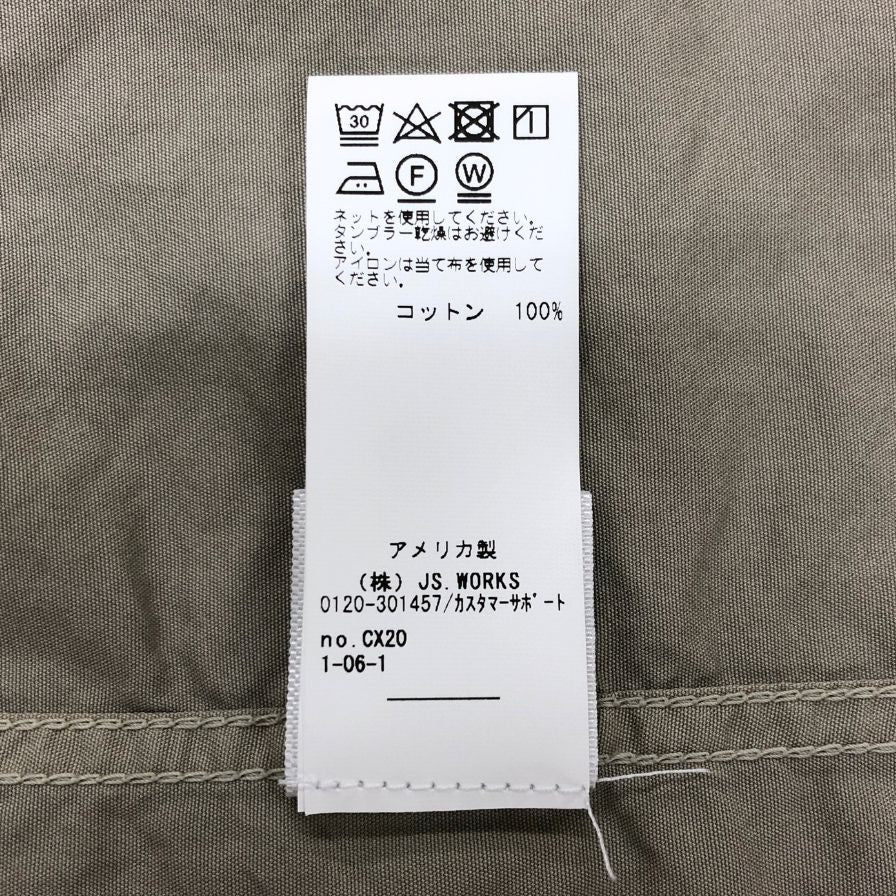 30
F W
ネットを使用してください。
タンブラー乾燥はお避けくだ
さい。
アイロンは当て布を使用して
ください。
コットン 100%
アメリカ製
(株) JS.WORKS
0120-301457/カスタマーサポート
no.CX20
1-06-1